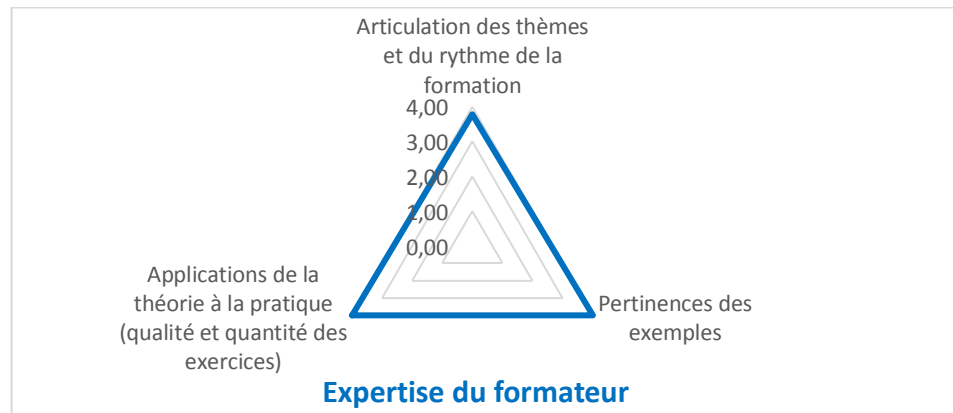 Articulation des thèmes
et du rythme de la
formation
4,00
3,00
2,00
1,00
0,00
Applications de la
théorie à la pratique
(qualité et quantité des
exercices)
Pertinences des
exemples
Expertise du formateur